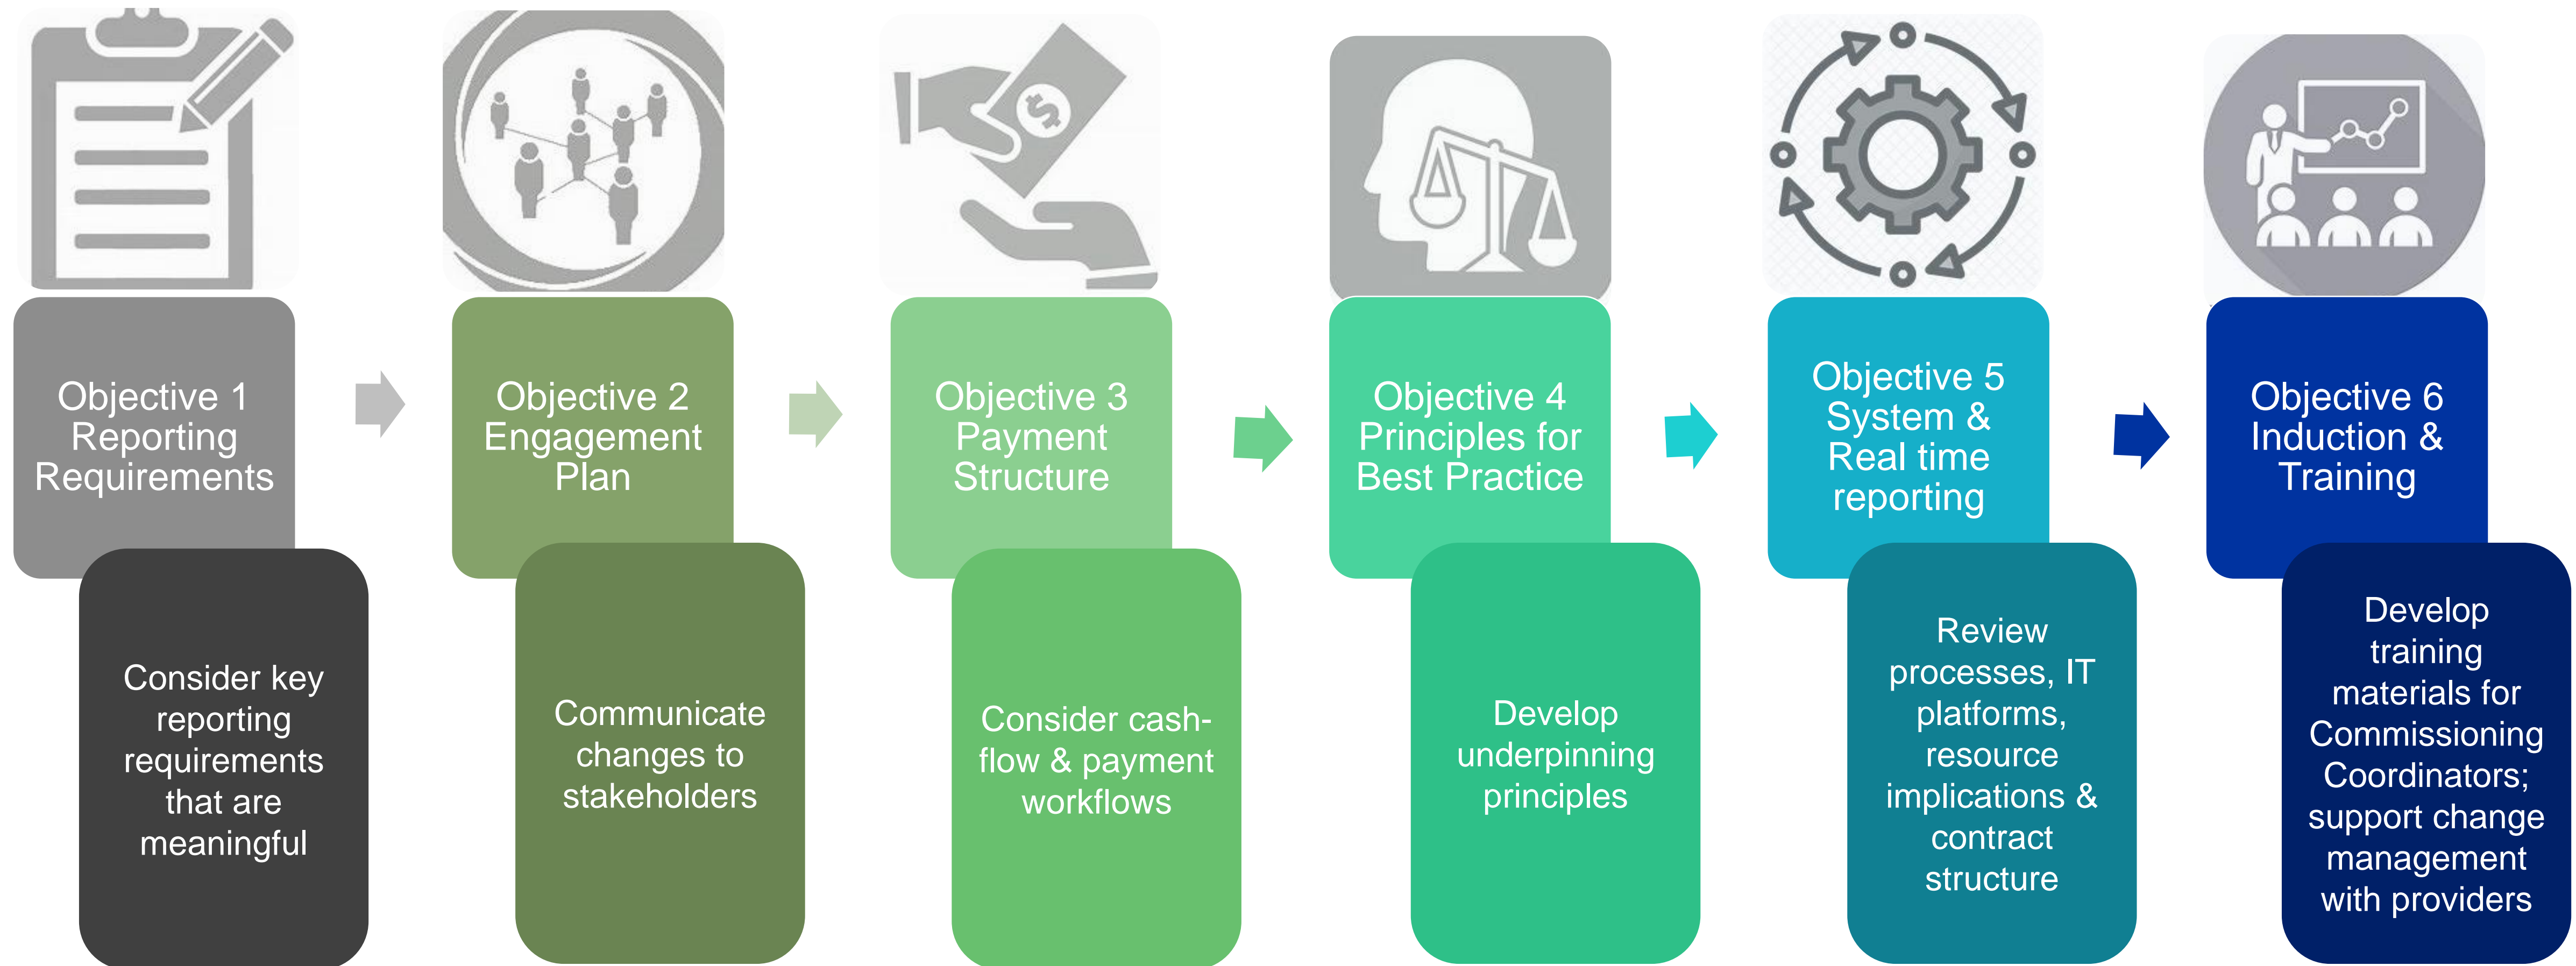 Objective 1
Reporting
Requirements
Consider key
reporting
requirements
that are
meaningful
Objective 2
Engagement
Plan
Communicate
changes to
stakeholders
Objective 3
Payment
Structure
Consider cash-
flow & payment
workflows
Objective 4
Principles for
Best Practice
Develop
underpinning
principles
Objective 5
System &
Real time
reporting
Review
processes, IT
platforms,
resource
implications &
contract
structure
Objective 6
Induction &
Training
Develop
training
materials for
Commissioning
Coordinators;
support change
management
with providers